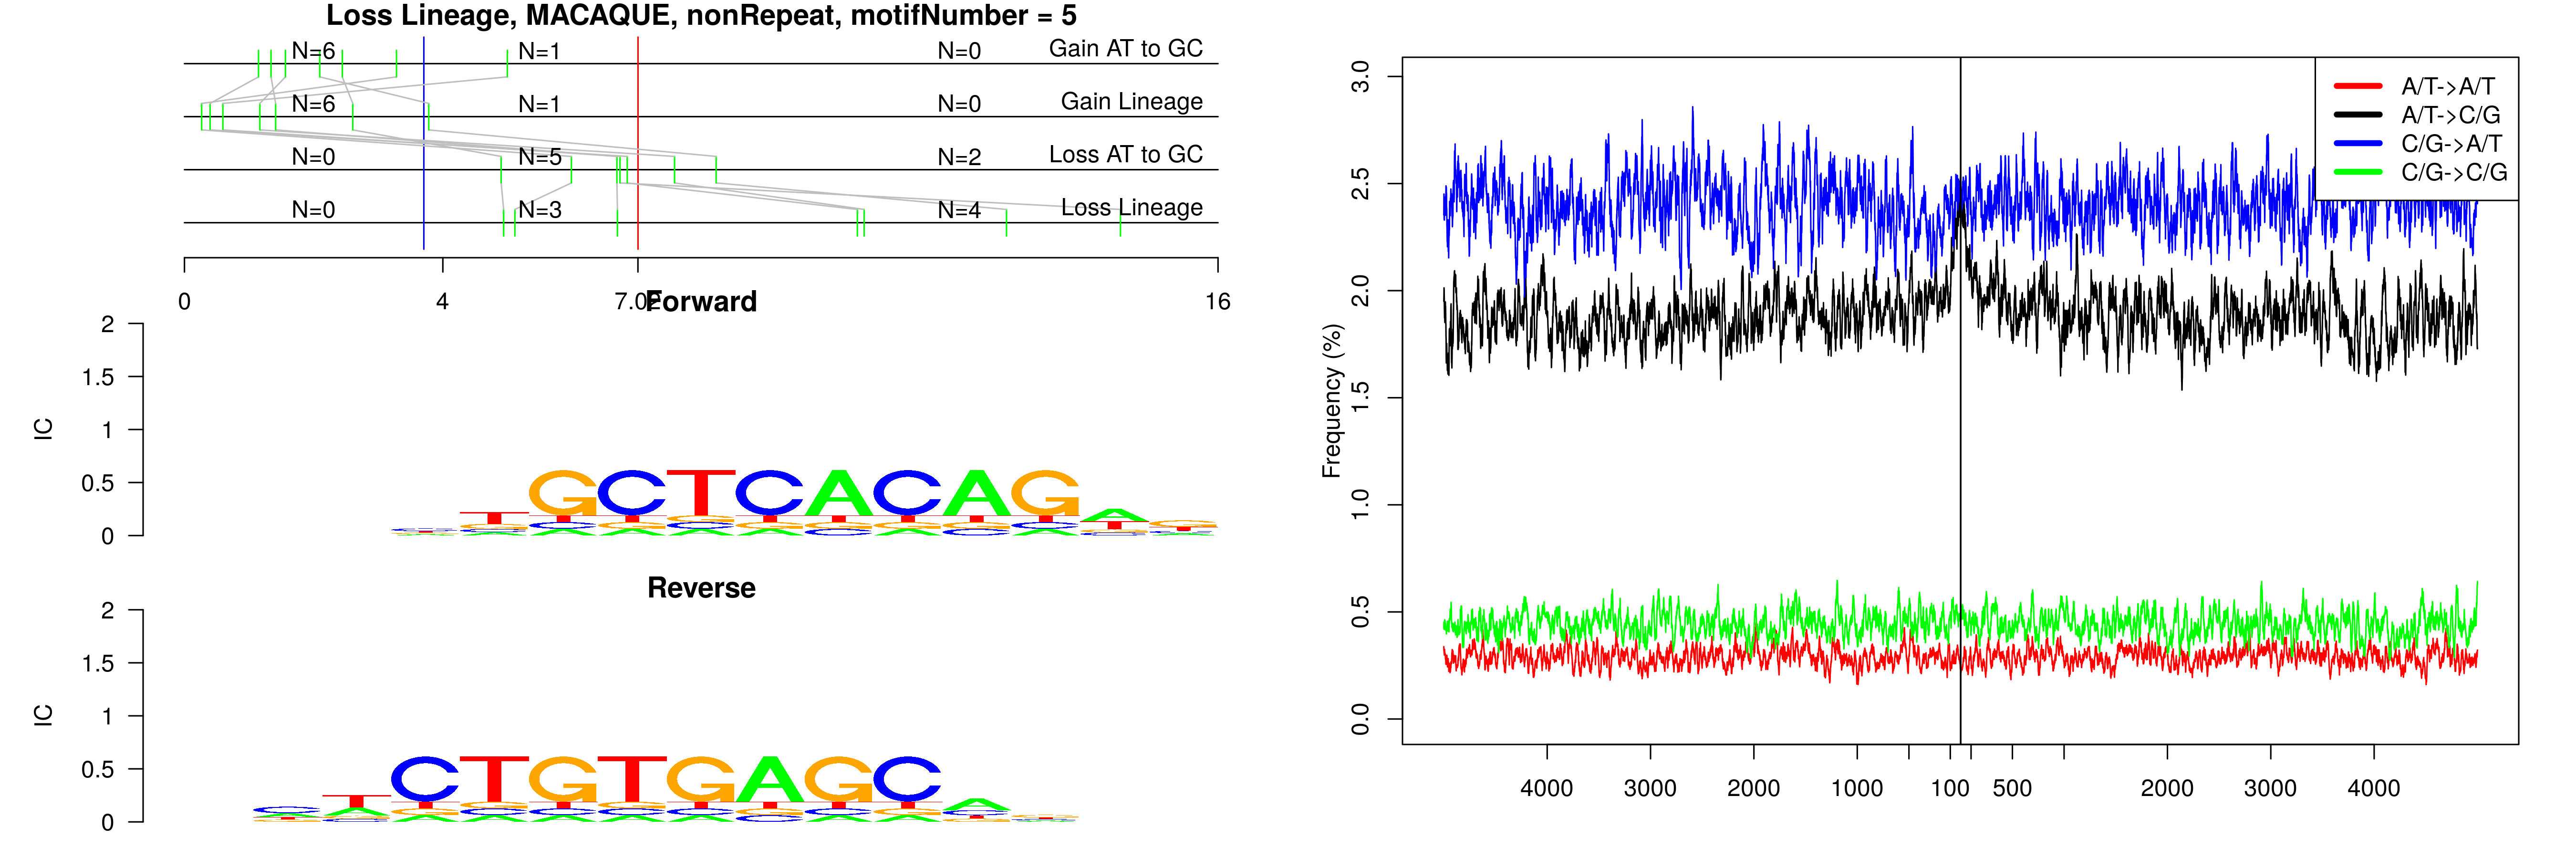 Loss Lineage, MACAQUE, nonRepeat, motifNumber = 5
N=6 N=1 N=0 Gain AT to GC
N=6 N=1 N=0 Gain Lineage
N=0 N=5 N=2 Loss AT to GC
N=0 N=3 N=4 Loss Lineage
0 4 7.02 16
Forward
2
1.5
1
0.5
0
IC
GCTCACAG
Reverse
2
1.5
1
0.5
0
IC
CTGTGAGC
3.0
2.5
2.0
1.5
1.0
0.5
0.0
Frequency (%)
A/T->A/T
A/T->C/G
C/G->A/T
C/G->C/G
4000 3000 2000 1000 100 500 2000 3000 4000